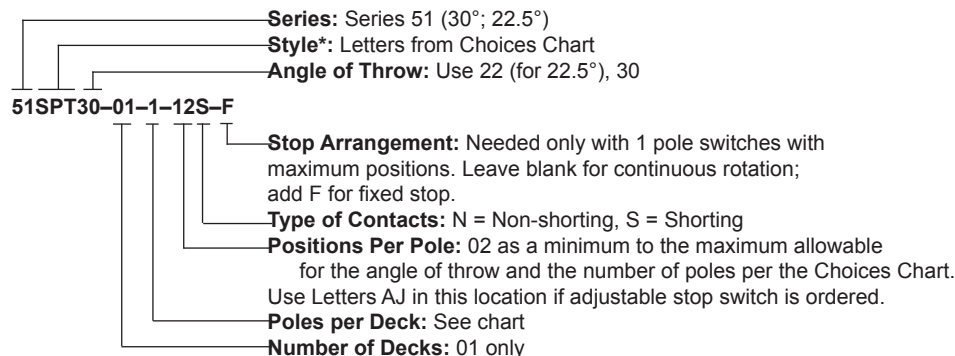 Series: Series 51 (30°; 22.5°)
Style*: Letters from Choices Chart
Angle of Throw: Use 22 (for 22.5°), 30
51SPT30–01–1–12S–F
Stop Arrangement: Needed only with 1 pole switches with
maximum positions. Leave blank for continuous rotation;
add F for fixed stop.
Type of Contacts: N = Non-shorting, S = Shorting
Positions Per Pole: 02 as a minimum to the maximum allowable
for the angle of throw and the number of poles per the Choices Chart.
Use Letters AJ in this location if adjustable stop switch is ordered.
Poles per Deck: See chart
Number of Decks: 01 only